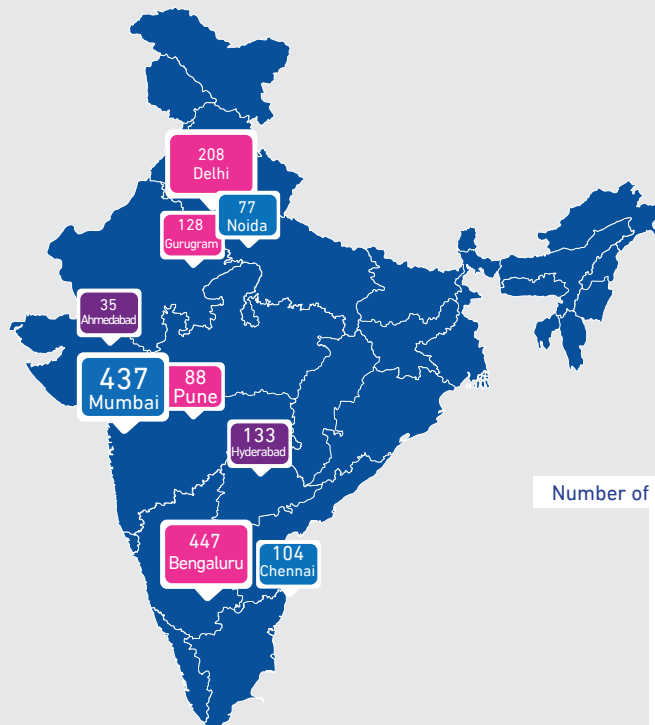 208
Delhi
77
Noida
128
Gurugram
35
Ahmedabad
437
Mumbai
88
Pune
133
Hyderabad
Number of
447
Bengaluru
104
Chennai